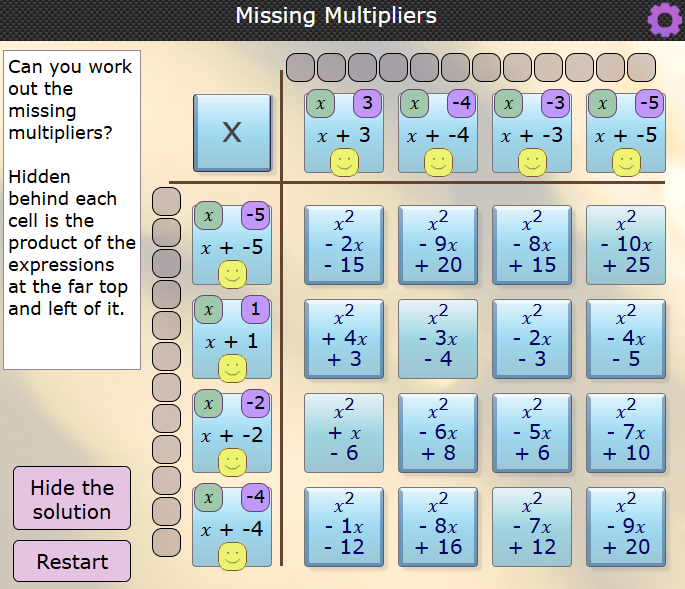 Missing Multipliers
Can you work
out the
missing
multipliers?
Hidden
behind each
cell is the
product of the
expressions
at the far top
and left of it.
Hide the
solution
Restart
X
x 3
x + 3
x -4
x + -4
x -3
x + -3
x -5
x + -5
x -5
x + -5
x²
- 2x
- 15
x²
- 9x
+ 20
x²
- 8x
+ 15
x²
- 10x
+ 25
x 1
x + 1
x²
+ 4x
+ 3
x²
- 3x
- 4
x²
- 2x
- 3
x²
- 4x
- 5
x -2
x + -2
x²
+ x
- 6
x²
- 6x
+ 8
x²
- 5x
+ 6
x²
- 7x
+ 10
x -4
x + -4
x²
- 1x
- 12
x²
- 8x
+ 16
x²
- 7x
+ 12
x²
- 9x
+ 20